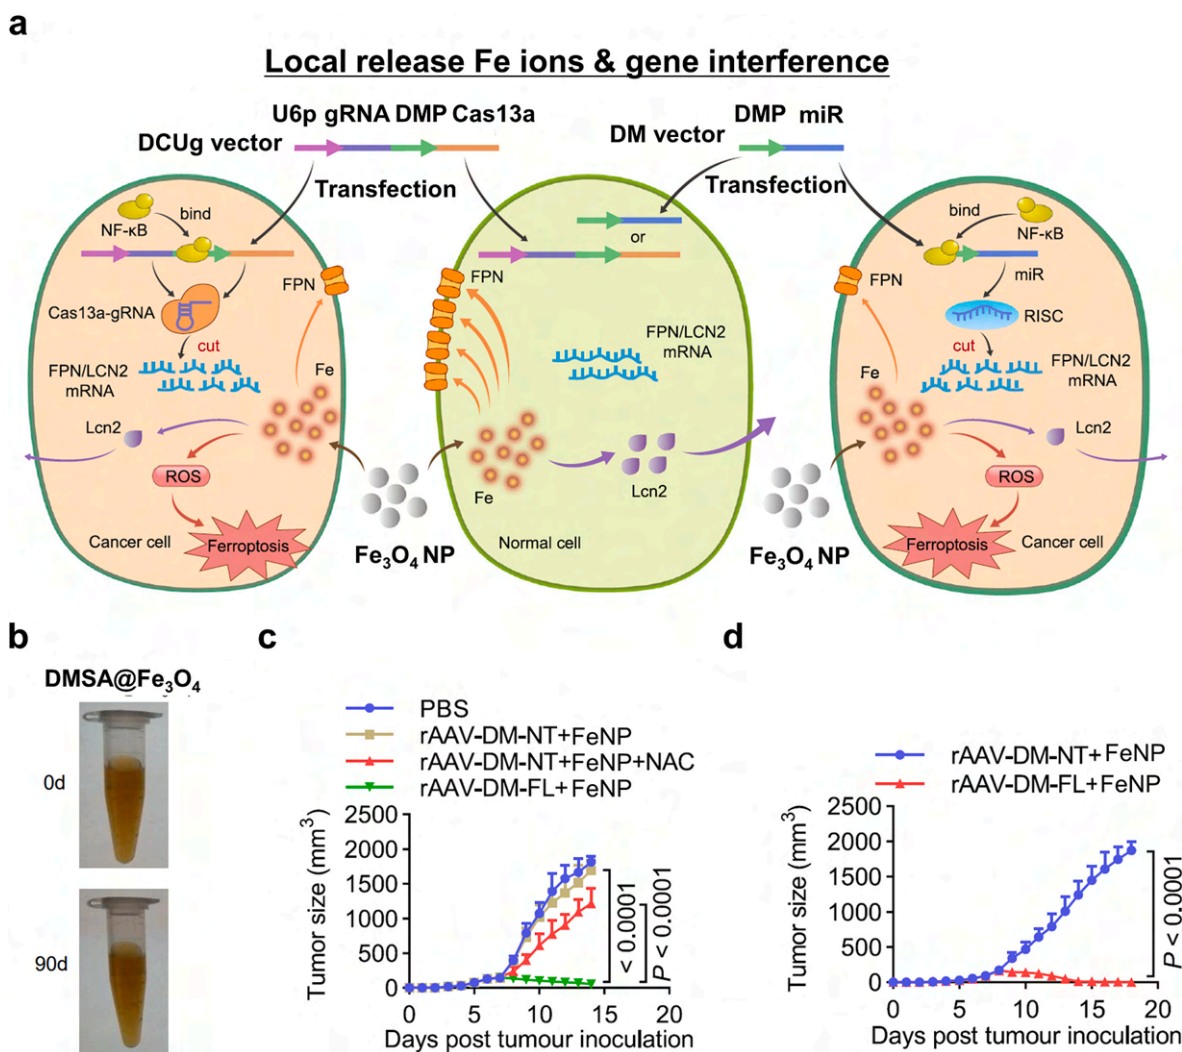 a
Local release Fe ions & gene interference
U6p gRNA DMP Cas13a
DCUg vector
Transfection
DMP miR
DM vector
Transfection
NF-κB
bind
FPN
Cas13a-gRNA
cut
FPN/LCN2
mRNA
Fe
Lcn2
ROS
Cancer cell
Ferroptosis
Fe₃O₄ NP
or
FPN
FPN/LCN2
mRNA
Fe
Lcn2
Normal cell
Fe₃O₄ NP
bind
NF-κB
FPN
miR
RISC
cut
Fe
FPN/LCN2
mRNA
Lcn2
ROS
Ferroptosis
Cancer cell
b
DMSA@Fe₃O₄
0d
90d
c
PBS
rAAV-DM-NT+FeNP
rAAV-DM-NT+FeNP+NAC
rAAV-DM-FL+FeNP
Tumor size (mm³)
2500
2000
1500
1000
500
0
0 5 10 15 20
Days post tumour inoculation
< 0.0001
P < 0.0001
d
rAAV-DM-NT+FeNP
rAAV-DM-FL+FeNP
Tumor size (mm³)
2500
2000
1500
1000
500
0
0 5 10 15 20
Days post tumour inoculation
P < 0.0001